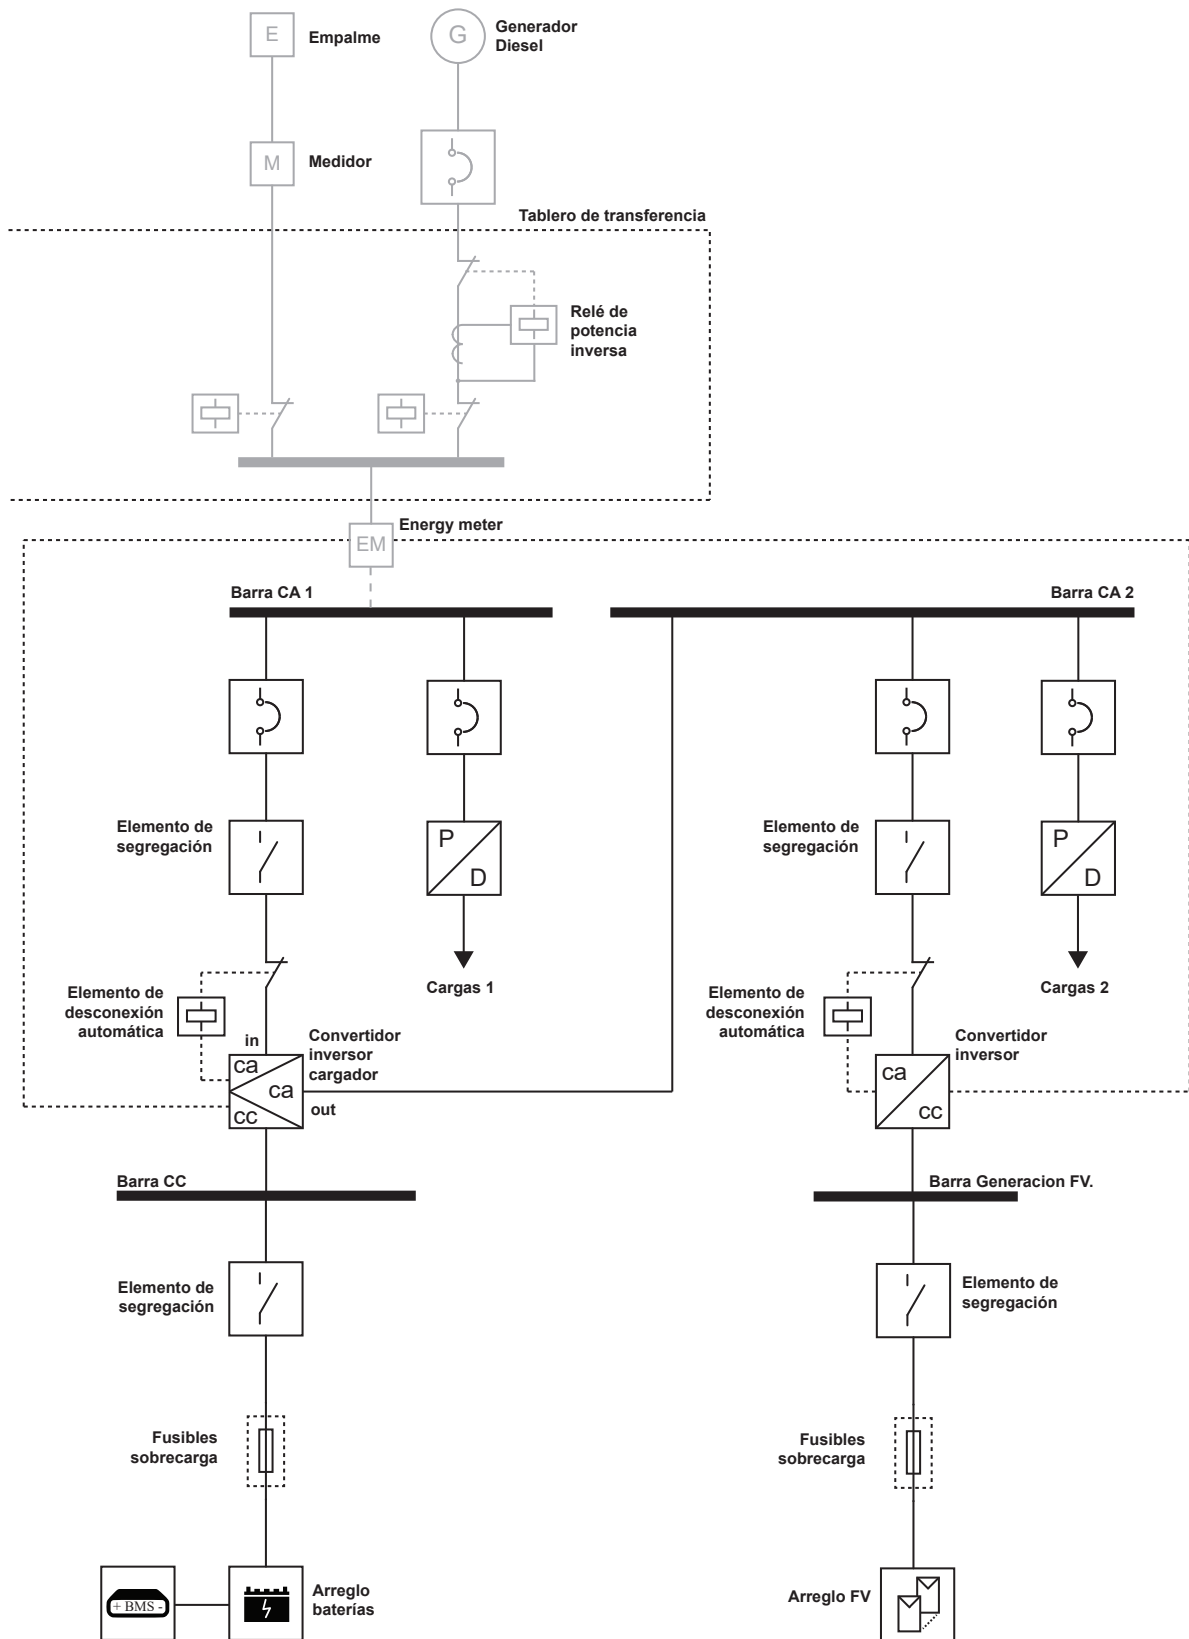 E
Empalme
G
Generador
Diesel
M
Medidor
Tablero de transferencia
Relé de
potencia
inversa
Energy meter
EM
Barra CA 1
Barra CA 2
Elemento de
segregación
P
D
Elemento de
segregación
P
D
Elemento de
desconexión
automática
Cargas 1
Elemento de
desconexión
automática
Cargas 2
in
Convertidor
inversor
cargador
ca
ca
cc
out
Convertidor
inversor
ca
cc
Barra CC
Barra Generacion FV.
Elemento de
segregación
Elemento de
segregación
Fusibles
sobrecarga
Fusibles
sobrecarga
+ BMS -
Arreglo
baterías
Arreglo FV